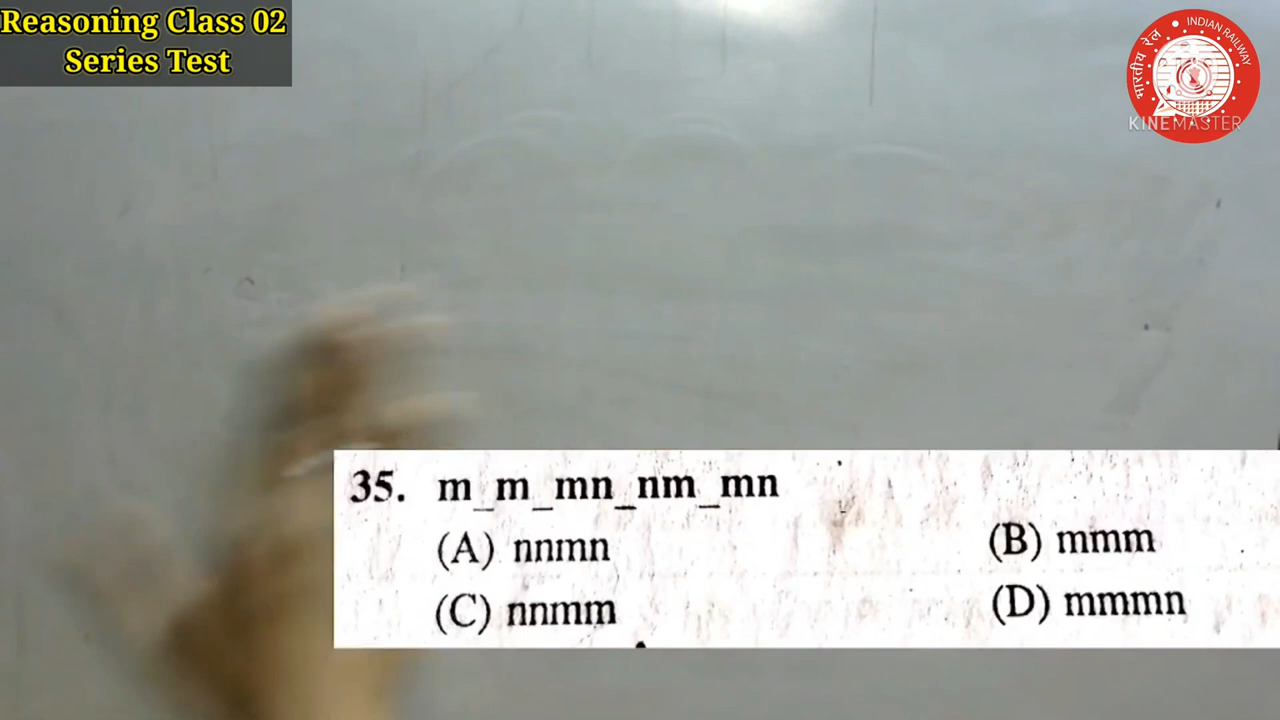 Reasoning Class 02
Series Test
भारतीय रेल
INDIAN RAILWAY
KINEMASTER
35. m_m_mn_nm_mn
(A) nnmn
(B) mmm
(C) nnmm
(D) mmmn